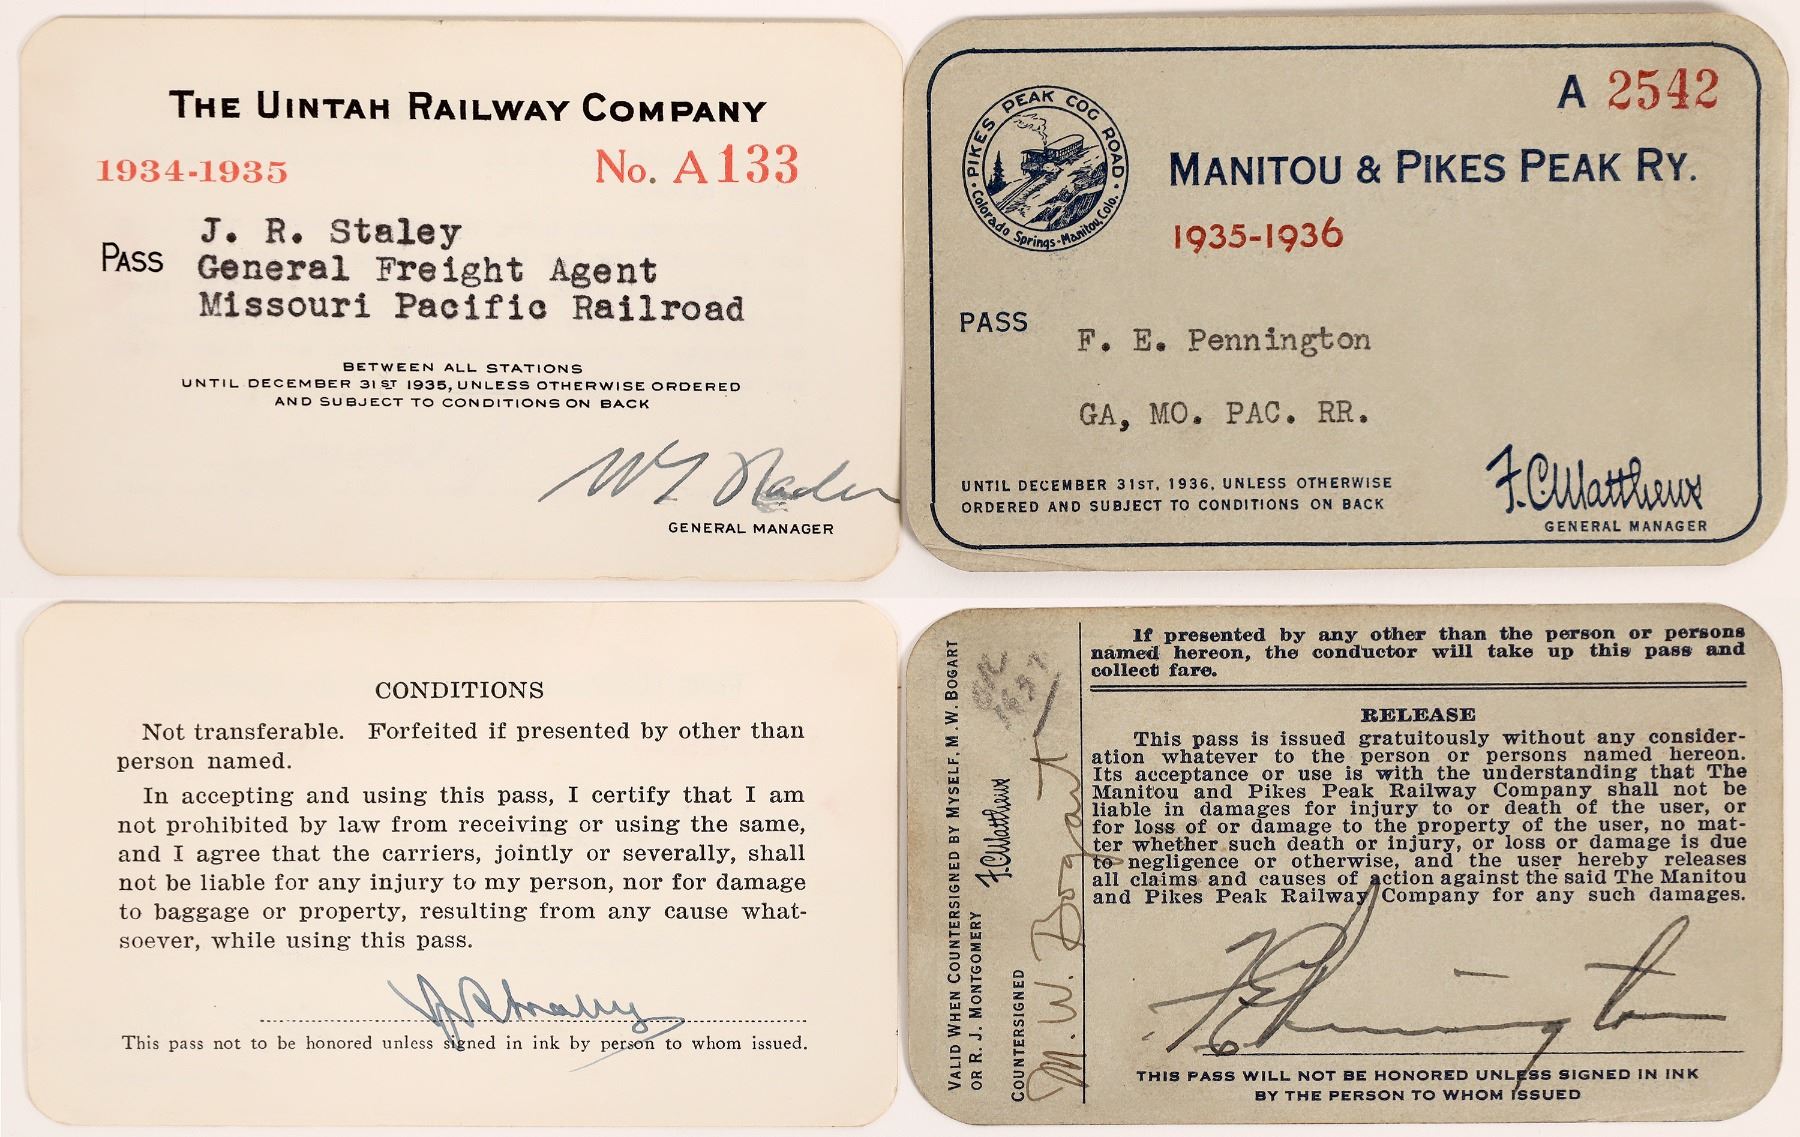 THE UINTAH RAILWAY COMPANY
1934-1935
No. A133
PASS
J. R. Staley
General Freight Agent
Missouri Pacific Railroad
BETWEEN ALL STATIONS
UNTIL DECEMBER 31ST 1935, UNLESS OTHERWISE ORDERED
AND SUBJECT TO CONDITIONS ON BACK
GENERAL MANAGER
A 2542
PIKES PEAK COG ROAD
Colorado Springs-Manitou, Colo.
MANITOU & PIKES PEAK RY.
1935-1936
PASS
F. E. Pennington
GA, MO. PAC. RR.
UNTIL DECEMBER 31ST, 1936, UNLESS OTHERWISE
ORDERED AND SUBJECT TO CONDITIONS ON BACK
F.C. Matthews
GENERAL MANAGER
CONDITIONS
Not transferable. Forfeited if presented by other than
person named.
In accepting and using this pass, I certify that I am
not prohibited by law from receiving or using the same,
and I agree that the carriers, jointly or severally, shall
not be liable for any injury to my person, nor for damage
to baggage or property, resulting from any cause what-
soever, while using this pass.
J R Staley
This pass not to be honored unless signed in ink by person to whom issued.
VALID WHEN COUNTERSIGNED BY MYSELF, M. W. BOGART
OR R. J. MONTGOMERY
F.C. Matthews
COUNTERSIGNED
M. W. Bogart
If presented by any other than the person or persons
named hereon, the conductor will take up this pass and
collect fare.
RELEASE
This pass is issued gratuitously without any consider-
ation whatever to the person or persons named hereon.
Its acceptance or use is with the understanding that The
Manitou and Pikes Peak Railway Company shall not be
liable in damages for injury to or death of the user, or
for loss of or damage to the property of the user, no mat-
ter whether such death or injury, or loss or damage is due
to negligence or otherwise, and the user hereby releases
all claims and causes of action against the said The Manitou
and Pikes Peak Railway Company for any such damages.
F E Pennington
THIS PASS WILL NOT BE HONORED UNLESS SIGNED IN INK
BY THE PERSON TO WHOM ISSUED